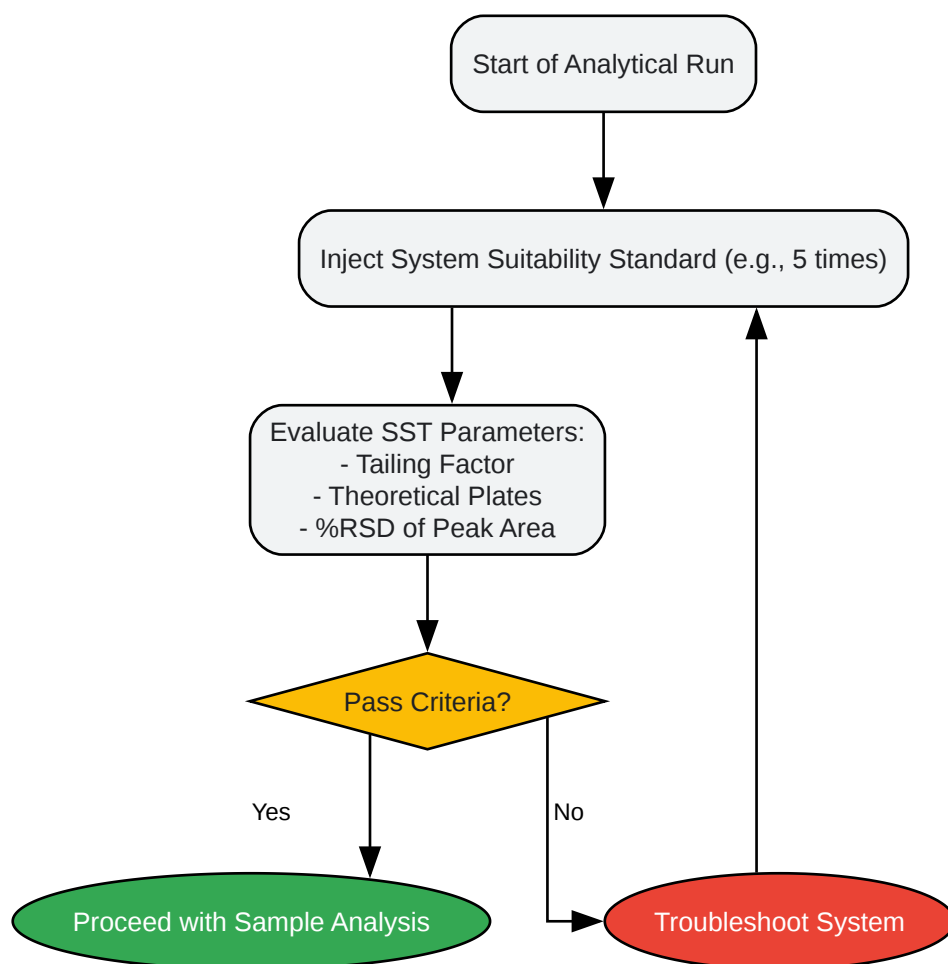 Start of Analytical Run
Inject System Suitability Standard (e.g., 5 times)
Evaluate SST Parameters:
- Tailing Factor
- Theoretical Plates
- %RSD of Peak Area
Pass Criteria?
Yes
No
Proceed with Sample Analysis
Troubleshoot System